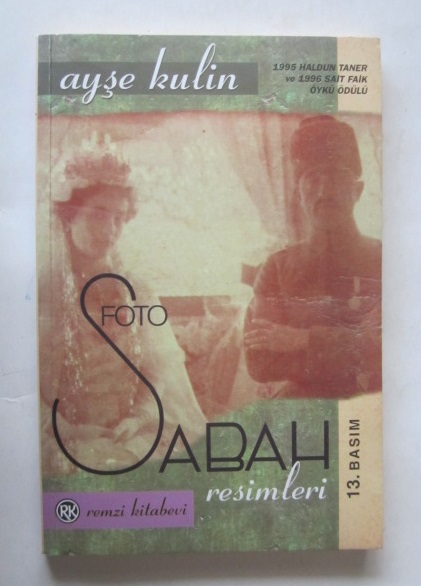 ayşe kulin
1995 HALDUN TANER
ve 1996 SAİT FAİK
ÖYKÜ ÖDÜLÜ
FOTO
SABAH
resimleri
13. BASIM
RK remzi kitabevi